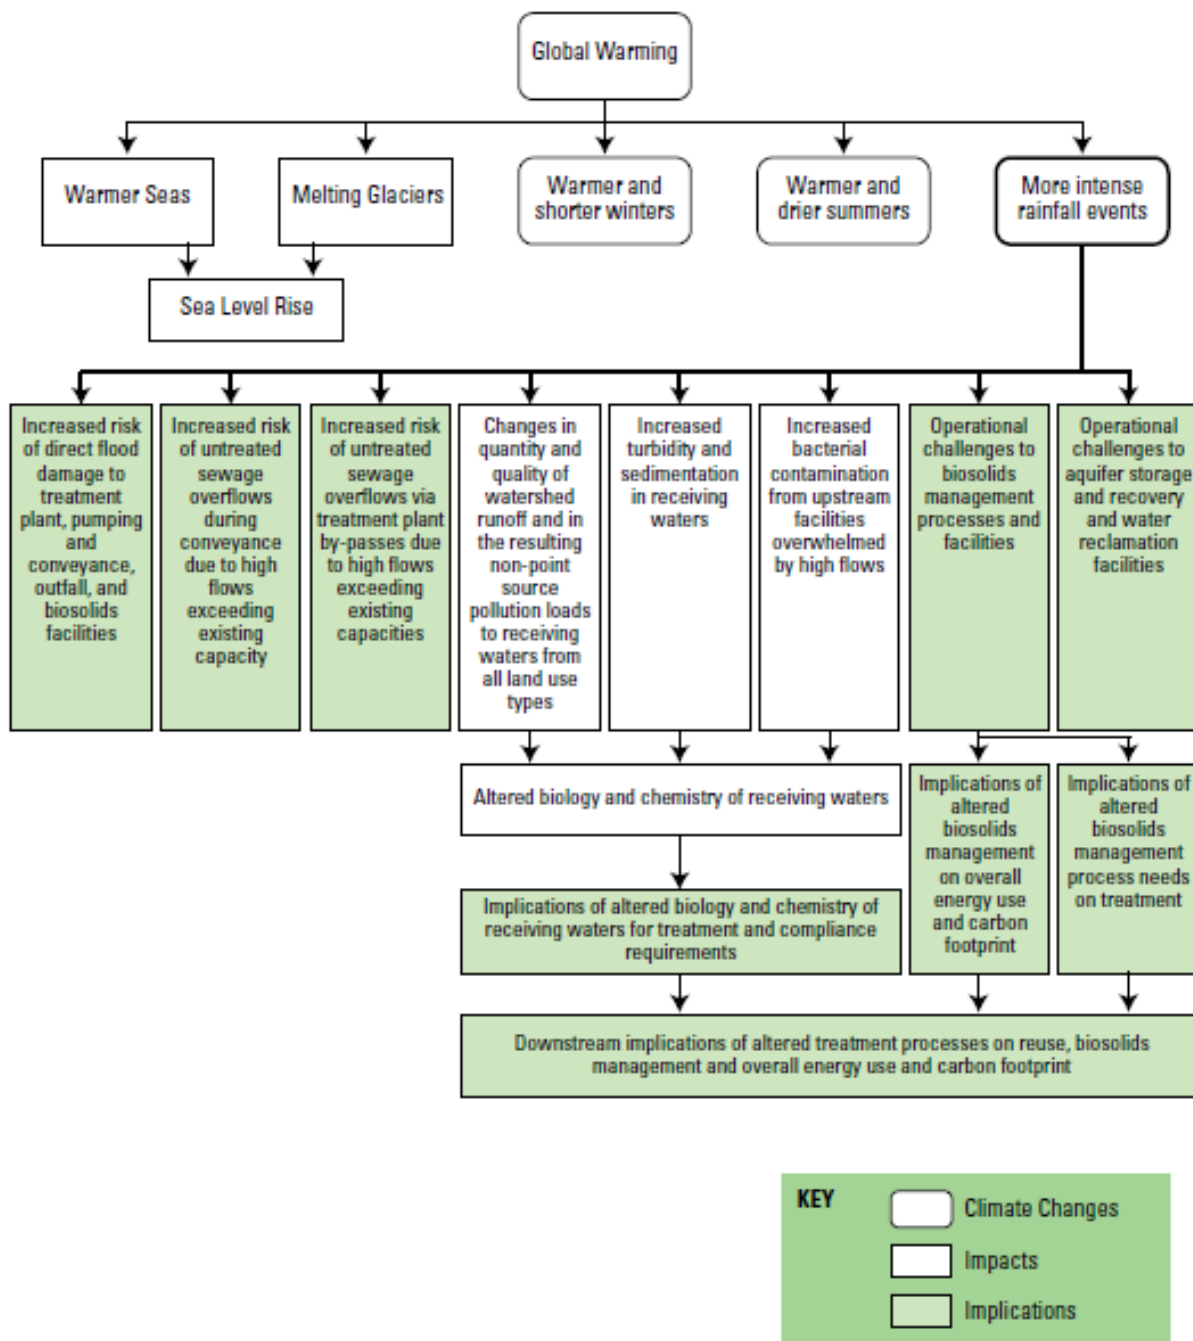 Global Warming
Warmer Seas
Melting Glaciers
Warmer and
shorter winters
Warmer and
drier summers
More intense
rainfall events
Sea Level Rise
Increased risk
of direct flood
damage to
treatment
plant, pumping
and
conveyance,
outfall, and
biosolids
facilities
Increased risk
of untreated
sewage
overflows
during
conveyance
due to high
flows
exceeding
existing
capacity
Increased risk
of untreated
sewage
overflows via
treatment plant
by-passes due
to high flows
exceeding
existing
capacities
Changes in
quantity and
quality of
watershed
runoff and in
the resulting
non-point
source
pollution loads
to receiving
waters from
all land use
types
Increased
turbidity and
sedimentation
in receiving
waters
Increased
bacterial
contamination
from upstream
facilities
overwhelmed
by high flows
Operational
challenges to
biosolids
management
processes and
facilities
Operational
challenges to
aquifer storage
and recovery
and water
reclamation
facilities
Altered biology and chemistry of receiving waters
Implications of
altered
biosolids
management
on overall
energy use
and carbon
footprint
Implications of
altered
biosolids
management
process needs
on treatment
Implications of altered biology and chemistry of
receiving waters for treatment and compliance
requirements
Downstream implications of altered treatment processes on reuse, biosolids
management and overall energy use and carbon footprint
KEY
Climate Changes
Impacts
Implications